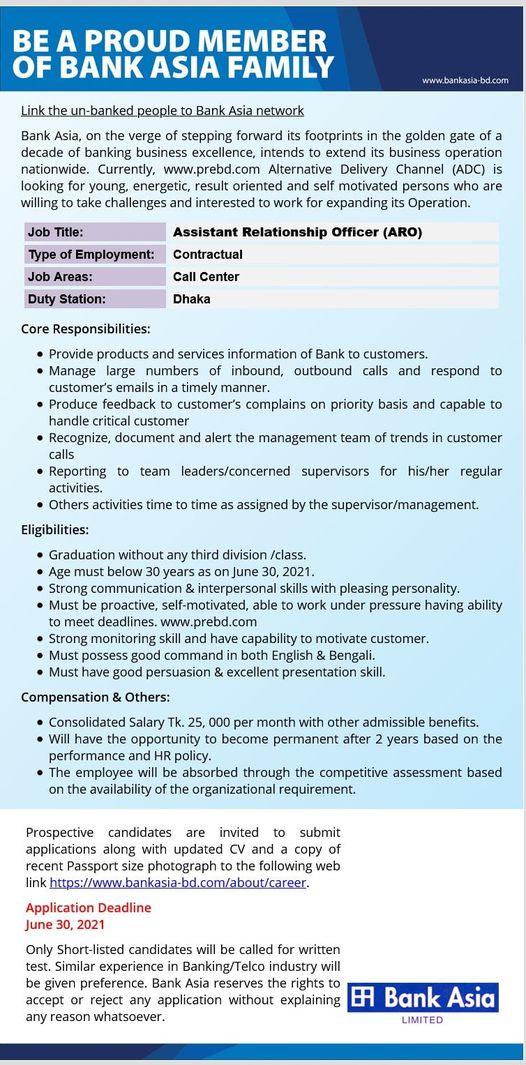 BE A PROUD MEMBER
OF BANK ASIA FAMILY
www.bankasia-bd.com
Link the un-banked people to Bank Asia network
Bank Asia, on the verge of stepping forward its footprints in the golden gate of a
decade of banking business excellence, intends to extend its business operation
nationwide. Currently, www.prebd.com Alternative Delivery Channel (ADC) is
looking for young, energetic, result oriented and self motivated persons who are
willing to take challenges and interested to work for expanding its Operation.
Job Title: Assistant Relationship Officer (ARO)
Type of Employment: Contractual
Job Areas: Call Center
Duty Station: Dhaka
Core Responsibilities:
• Provide products and services information of Bank to customers.
• Manage large numbers of inbound, outbound calls and respond to
customer's emails in a timely manner.
• Produce feedback to customer's complains on priority basis and capable to
handle critical customer
• Recognize, document and alert the management team of trends in customer
calls
• Reporting to team leaders/concerned supervisors for his/her regular
activities.
• Others activities time to time as assigned by the supervisor/management.
Eligibilities:
• Graduation without any third division /class.
• Age must below 30 years as on June 30, 2021.
• Strong communication & interpersonal skills with pleasing personality.
• Must be proactive, self-motivated, able to work under pressure having ability
to meet deadlines. www.prebd.com
• Strong monitoring skill and have capability to motivate customer.
• Must possess good command in both English & Bengali.
• Must have good persuasion & excellent presentation skill.
Compensation & Others:
• Consolidated Salary Tk. 25, 000 per month with other admissible benefits.
• Will have the opportunity to become permanent after 2 years based on the
performance and HR policy.
• The employee will be absorbed through the competitive assessment based
on the availability of the organizational requirement.
Prospective candidates are invited to submit
applications along with updated CV and a copy of
recent Passport size photograph to the following web
link https://www.bankasia-bd.com/about/career.
Application Deadline
June 30, 2021
Only Short-listed candidates will be called for written
test. Similar experience in Banking/Telco industry will
be given preference. Bank Asia reserves the rights to
accept or reject any application without explaining
any reason whatsoever.
Bank Asia
LIMITED